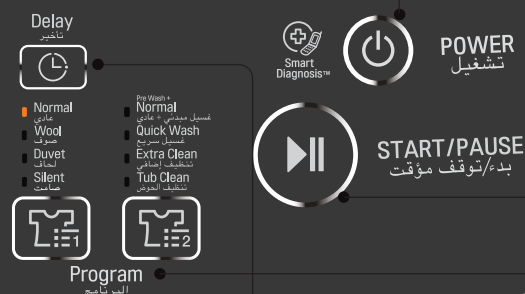 Delay
تأخير
Smart
Diagnosis™
POWER
تشغيل
Normal
عادي
Wool
صوف
Duvet
لحاف
Silent
صامت
Pre Wash +
Normal
غسيل مبدئي + عادي
Quick Wash
غسيل سريع
Extra Clean
تنظيف إضافي
Tub Clean
تنظيف الحوض
START/PAUSE
بدء/توقف مؤقت
1
2
Program
البرنامج